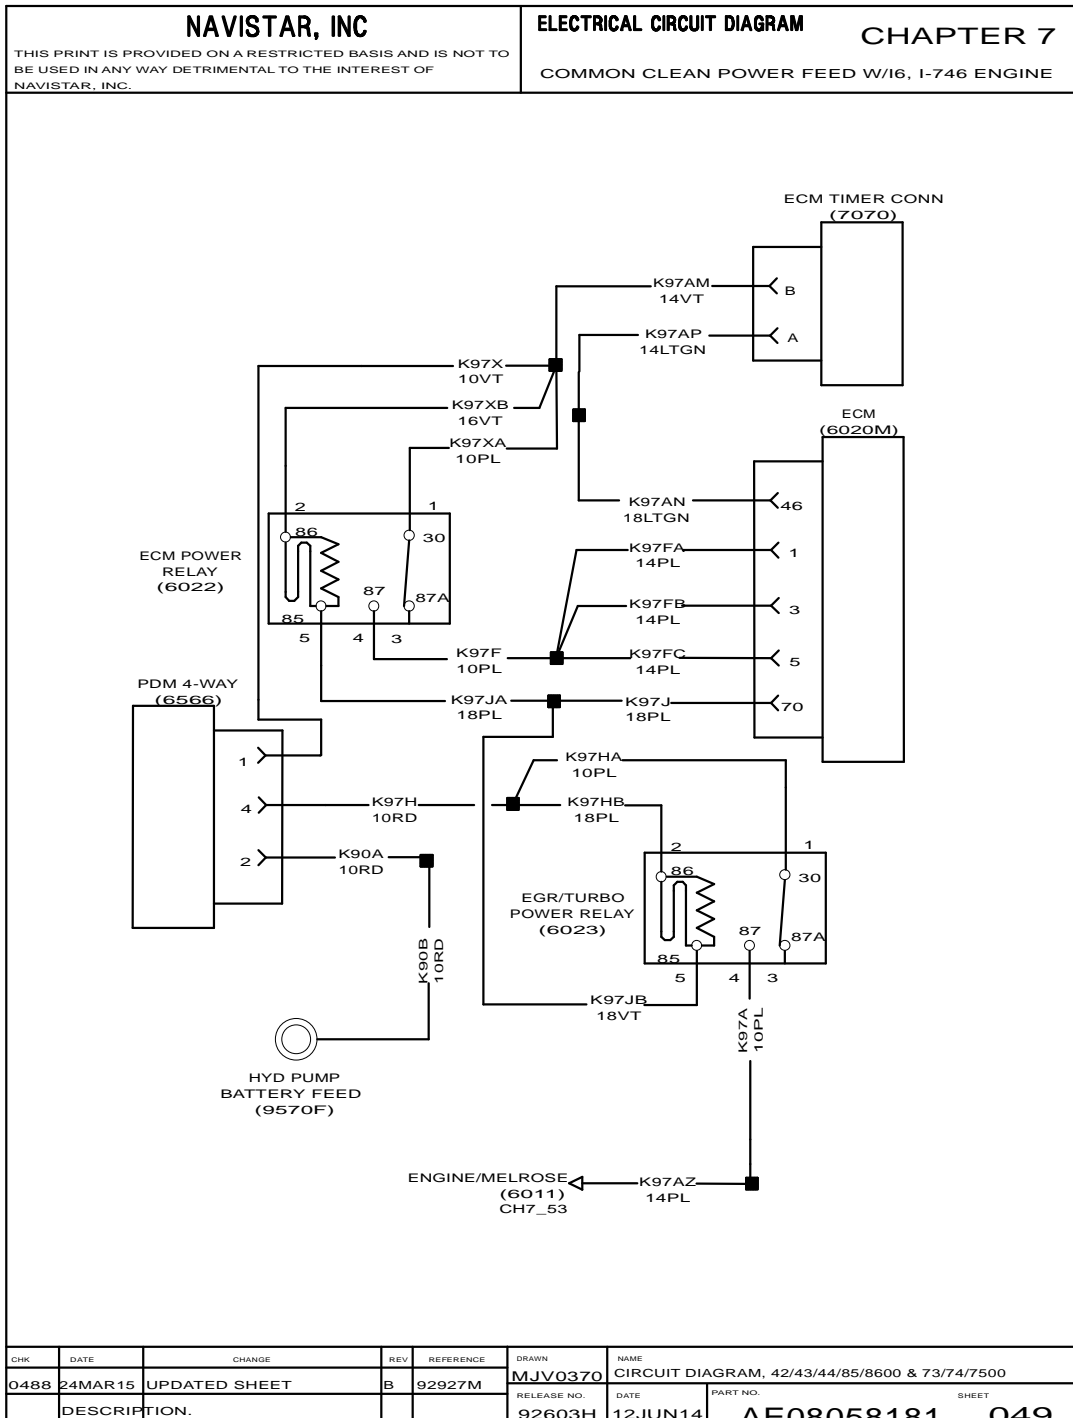 NAVISTAR, INC
THIS PRINT IS PROVIDED ON A RESTRICTED BASIS AND IS NOT TO
BE USED IN ANY WAY DETRIMENTAL TO THE INTEREST OF
NAVISTAR, INC.
ELECTRICAL CIRCUIT DIAGRAM
CHAPTER 7
COMMON CLEAN POWER FEED W/I6, I-746 ENGINE
ECM TIMER CONN
(7070)
K97AM
14VT
B
K97AP
14LTGN
A
K97X
10VT
K97XB
16VT
K97XA
10PL
ECM
(6020M)
K97AN
18LTGN
46
K97FA
14PL
1
K97FB
14PL
3
K97FC
14PL
5
K97J
18PL
70
2
1
86
30
87
87A
85
5
4
3
ECM POWER
RELAY
(6022)
K97F
10PL
K97JA
18PL
PDM 4-WAY
(6566)
1
4
2
K97HA
10PL
K97H
10RD
K97HB
18PL
K90A
10RD
2
1
86
30
87
87A
85
5
4
3
EGR/TURBO
POWER RELAY
(6023)
K90B
10RD
K97JB
18VT
K97A
10PL
HYD PUMP
BATTERY FEED
(9570F)
ENGINE/MELROSE
(6011)
CH7_53
K97AZ
14PL
CHK
DATE
CHANGE
REV
REFERENCE
DRAWN
NAME
0488
24MAR15
UPDATED SHEET
B
92927M
MJV0370
CIRCUIT DIAGRAM, 42/43/44/85/8600 & 73/74/7500
DESCRIPTION.
RELEASE NO.
DATE
PART NO.
SHEET
92603H
12JUN14
AE08058181
049